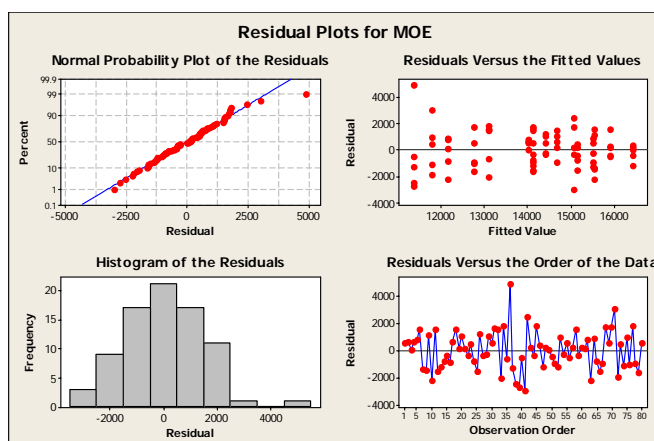 Residual Plots for MOE
Normal Probability Plot of the Residuals
Percent
99.9
99
90
50
10
1
0.1
-5000 -2500 0 2500 5000
Residual
Residuals Versus the Fitted Values
Residual
4000
2000
0
-2000
-4000
12000 13000 14000 15000 16000
Fitted Value
Histogram of the Residuals
Frequency
20
15
10
5
0
-2000 0 2000 4000
Residual
Residuals Versus the Order of the Data
Residual
4000
2000
0
-2000
-4000
1 5 10 15 20 25 30 35 40 45 50 55 60 65 70 75 80
Observation Order